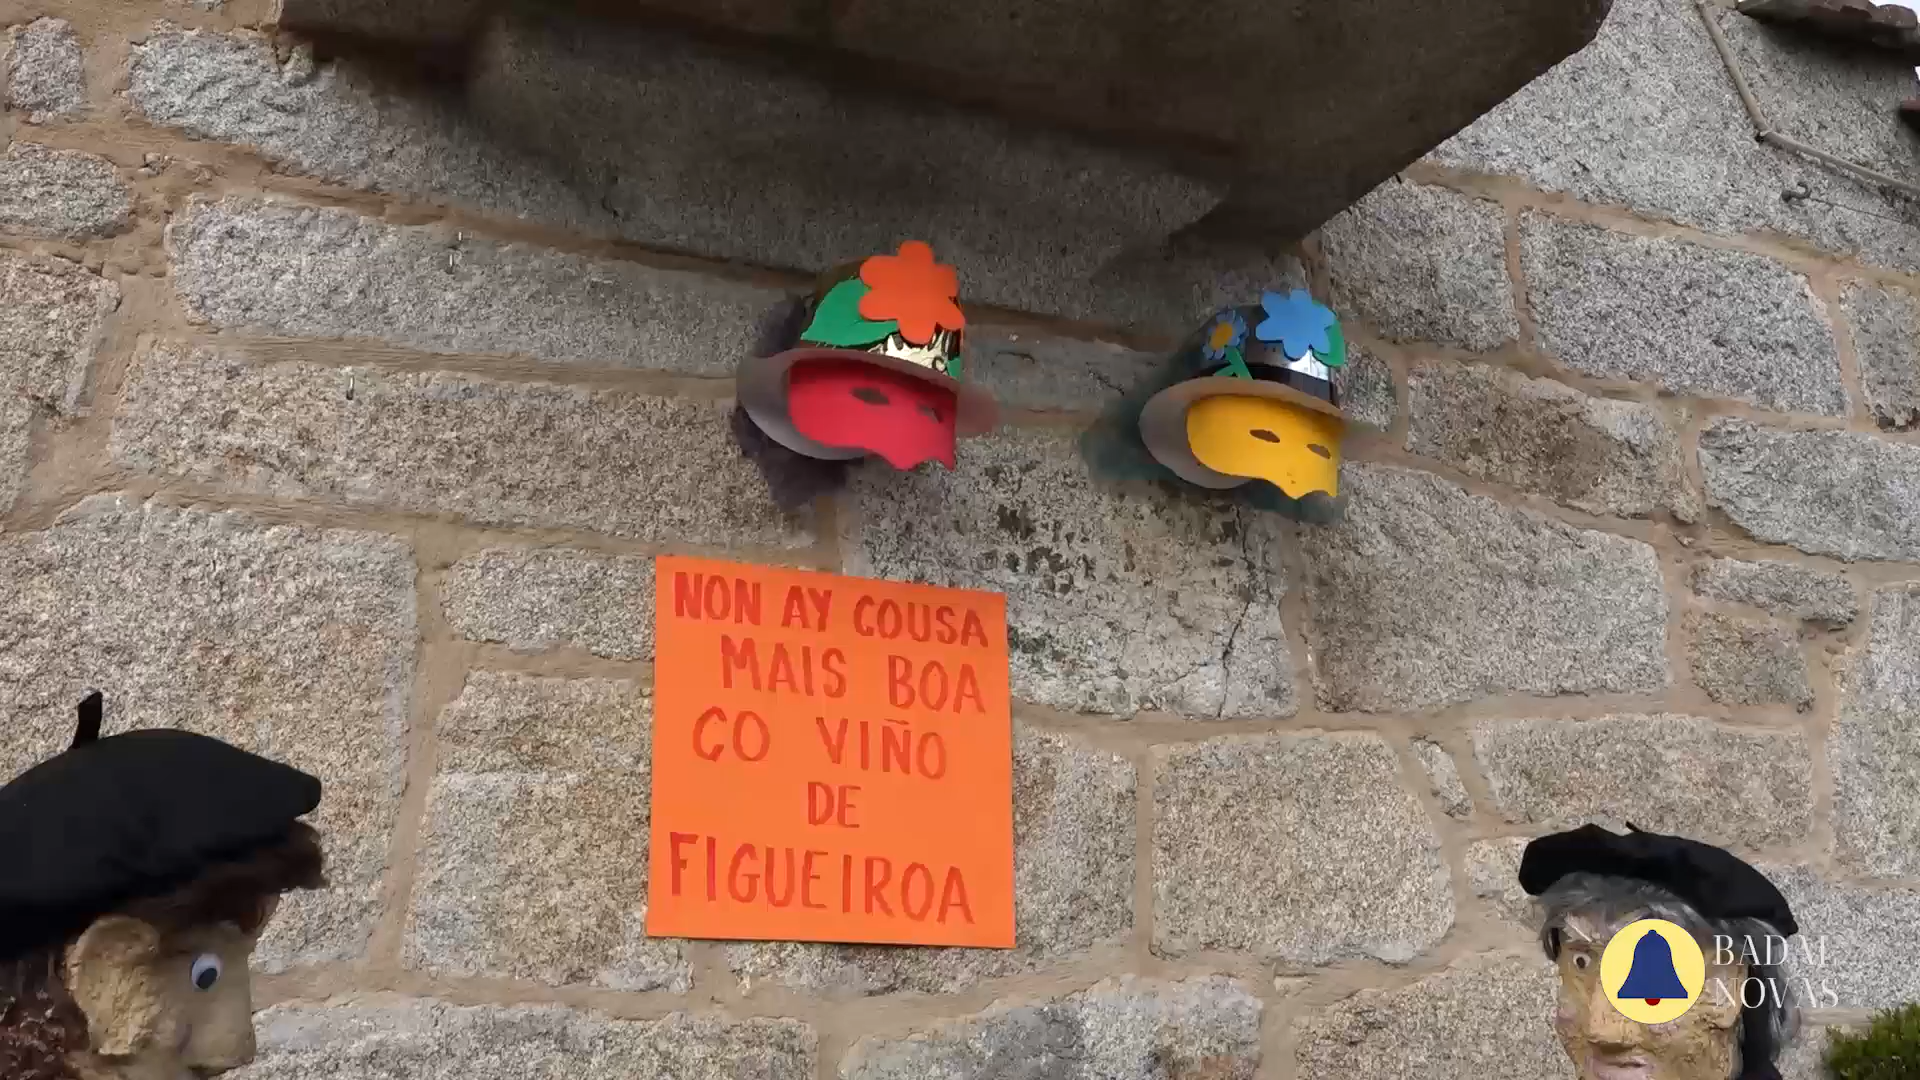 NON AY COUSA
MAIS BOA
CO VIÑO
DE
FIGUEIROA
BADAL
NOVAS